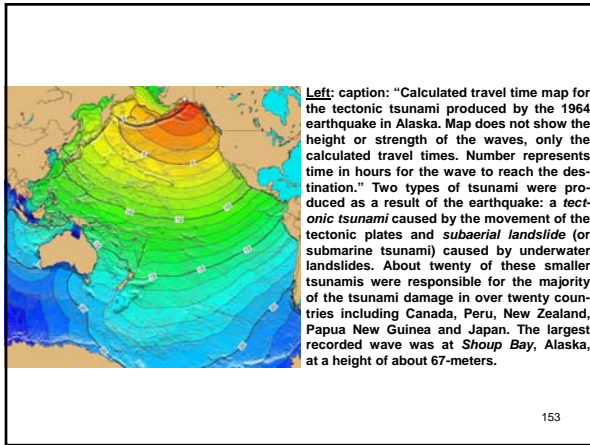 Left: caption: “Calculated travel time map for
the tectonic tsunami produced by the 1964
earthquake in Alaska. Map does not show the
height or strength of the waves, only the
calculated travel times. Number represents
time in hours for the wave to reach the des-
tination.” Two types of tsunami were pro-
duced as a result of the earthquake: a tect-
onic tsunami caused by the movement of the
tectonic plates and subaerial landslide (or
submarine tsunami) caused by underwater
landslides. About twenty of these smaller
tsunamis were responsible for the majority
of the tsunami damage in over twenty coun-
tries including Canada, Peru, New Zealand,
Papua New Guinea and Japan. The largest
recorded wave was at Shoup Bay, Alaska,
at a height of about 67-meters.
153